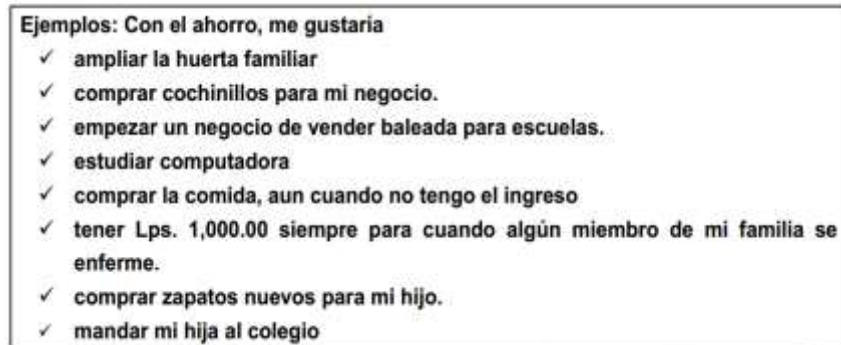 Ejemplos: Con el ahorro, me gustaria
✓ ampliar la huerta familiar
✓ comprar cochinillos para mi negocio.
✓ empezar un negocio de vender baleada para escuelas.
✓ estudiar computadora
✓ comprar la comida, aun cuando no tengo el ingreso
✓ tener Lps. 1,000.00 siempre para cuando algún miembro de mi familia se
enferme.
✓ comprar zapatos nuevos para mi hijo.
✓ mandar mi hija al colegio